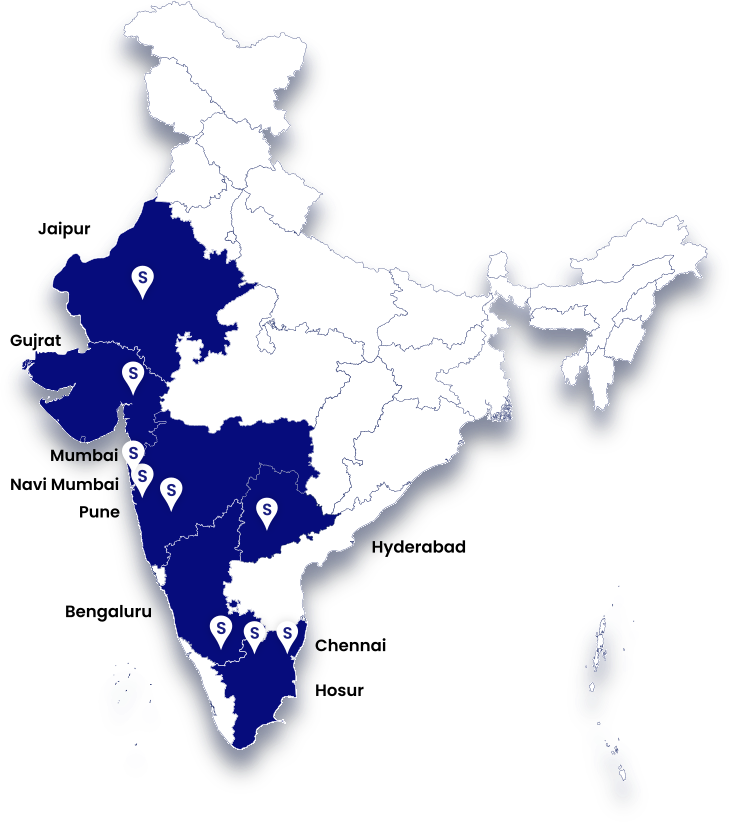 Jaipur
S
Gujrat
S
Mumbai
S
Navi Mumbai
S
S
Pune
S
Hyderabad
Bengaluru
S
S
S
Chennai
Hosur